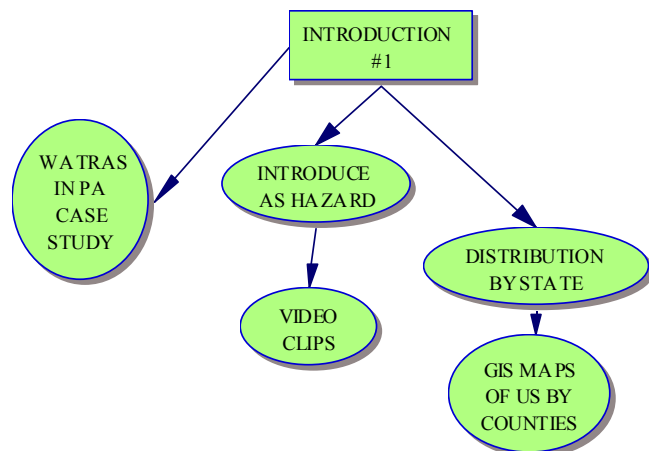 INTRODUCTION
#1
WATRAS
IN PA
CASE
STUDY
INTRODUCE
AS HAZARD
DISTRIBUTION
BY STATE
VIDEO
CLIPS
GIS MAPS
OF US BY
COUNTIES